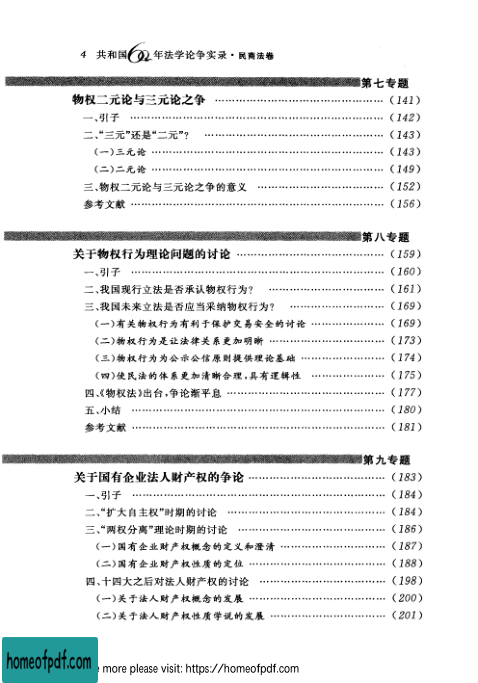 4 共和国60年法学论争实录·民商法卷
第七专题
物权二元论与三元论之争 ……………………………………(141)
一、引子 ……………………………………(142)
二、“三元”还是“二元”? ……………………………………(143)
(一)三元论 ……………………………………(143)
(二)二元论 ……………………………………(149)
三、物权二元论与三元论之争的意义 ……………………………………(152)
参考文献 ……………………………………(156)
第八专题
关于物权行为理论问题的讨论 ……………………………………(159)
一、引子 ……………………………………(160)
二、我国现行立法是否承认物权行为? ……………………………………(161)
三、我国未来立法是否应当采纳物权行为? ……………………………………(169)
(一)有关物权行为有利于保护交易安全的讨论 ……………………………………(169)
(二)物权行为是让法律关系更加明晰 ……………………………………(173)
(三)物权行为为公示公信原则提供理论基础 ……………………………………(174)
(四)使民法的体系更加清晰合理,具有逻辑性 ……………………………………(175)
四、《物权法》出台,争论渐平息 ……………………………………(177)
五、小结 ……………………………………(180)
参考文献 ……………………………………(181)
第九专题
关于国有企业法人财产权的争论 ……………………………………(183)
一、引子 ……………………………………(184)
二、“扩大自主权”时期的讨论 ……………………………………(184)
三、“两权分离”理论时期的讨论 ……………………………………(186)
(一)国有企业财产权概念的定义和澄清 ……………………………………(187)
(二)国有企业财产权性质的定位 ……………………………………(188)
四、十四大之后对法人财产权的讨论 ……………………………………(198)
(一)关于法人财产权概念的发展 ……………………………………(200)
(二)关于法人财产权性质学说的发展 ……………………………………(201)
homeofpdf.com
more please visit: https://homeofpdf.com